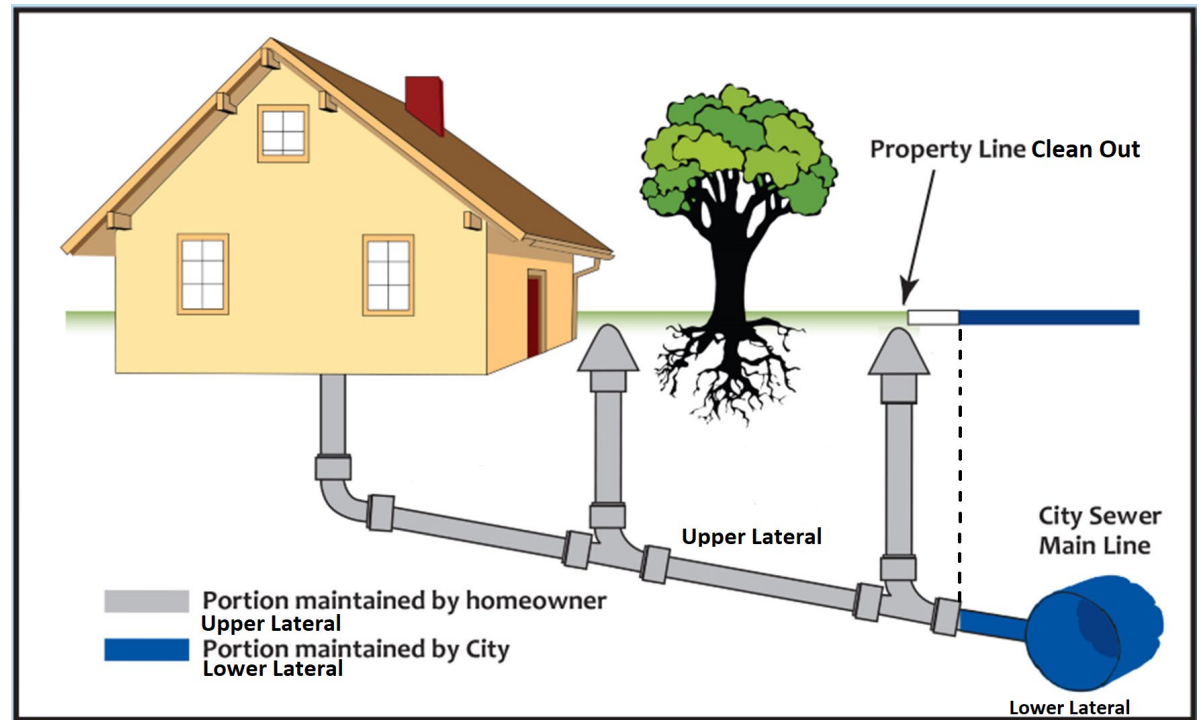 Property Line Clean Out
Upper Lateral
City Sewer
Main Line
Portion maintained by homeowner
Upper Lateral
Portion maintained by City
Lower Lateral
Lower Lateral